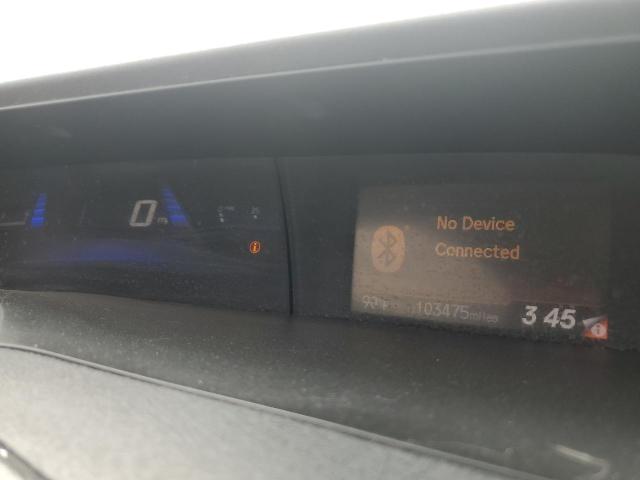 0
i
No Device
Connected
103475 miles
3 45
i